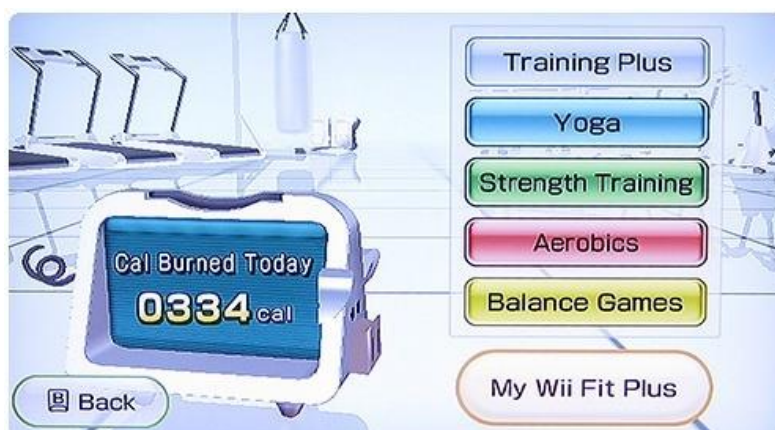 Training Plus
Yoga
Strength Training
Aerobics
Balance Games
My Wii Fit Plus
Cal Burned Today
0334 cal
B Back